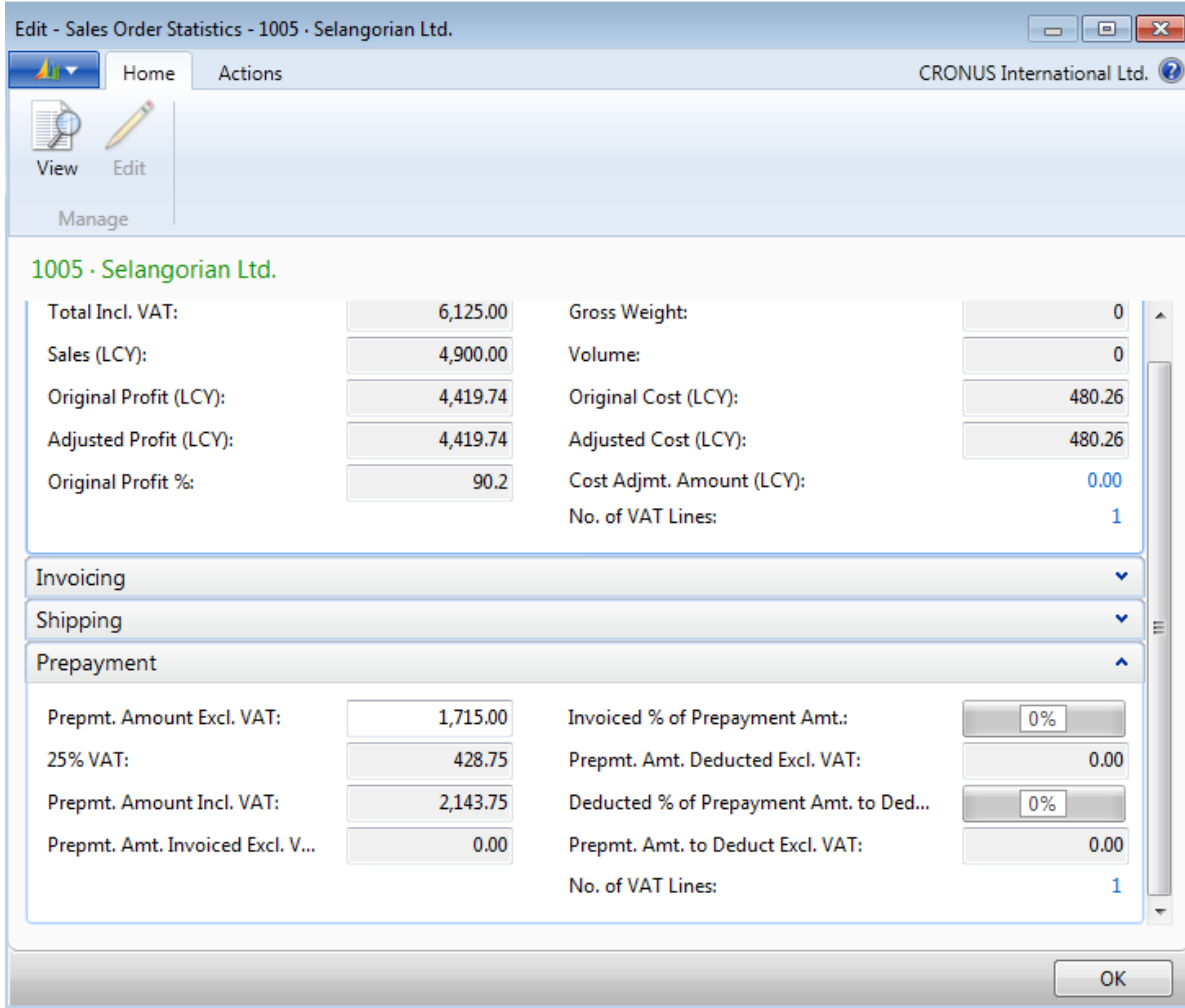 Edit - Sales Order Statistics - 1005 · Selangorian Ltd.
Home Actions CRONUS International Ltd.
View Edit
Manage
1005 · Selangorian Ltd.
Total Incl. VAT: 6,125.00 Gross Weight: 0
Sales (LCY): 4,900.00 Volume: 0
Original Profit (LCY): 4,419.74 Original Cost (LCY): 480.26
Adjusted Profit (LCY): 4,419.74 Adjusted Cost (LCY): 480.26
Original Profit %: 90.2 Cost Adjmt. Amount (LCY): 0.00
No. of VAT Lines: 1
Invoicing
Shipping
Prepayment
Prepmt. Amount Excl. VAT: 1,715.00 Invoiced % of Prepayment Amt.: 0%
25% VAT: 428.75 Prepmt. Amt. Deducted Excl. VAT: 0.00
Prepmt. Amount Incl. VAT: 2,143.75 Deducted % of Prepayment Amt. to Ded... 0%
Prepmt. Amt. Invoiced Excl. V... 0.00 Prepmt. Amt. to Deduct Excl. VAT: 0.00
No. of VAT Lines: 1
OK